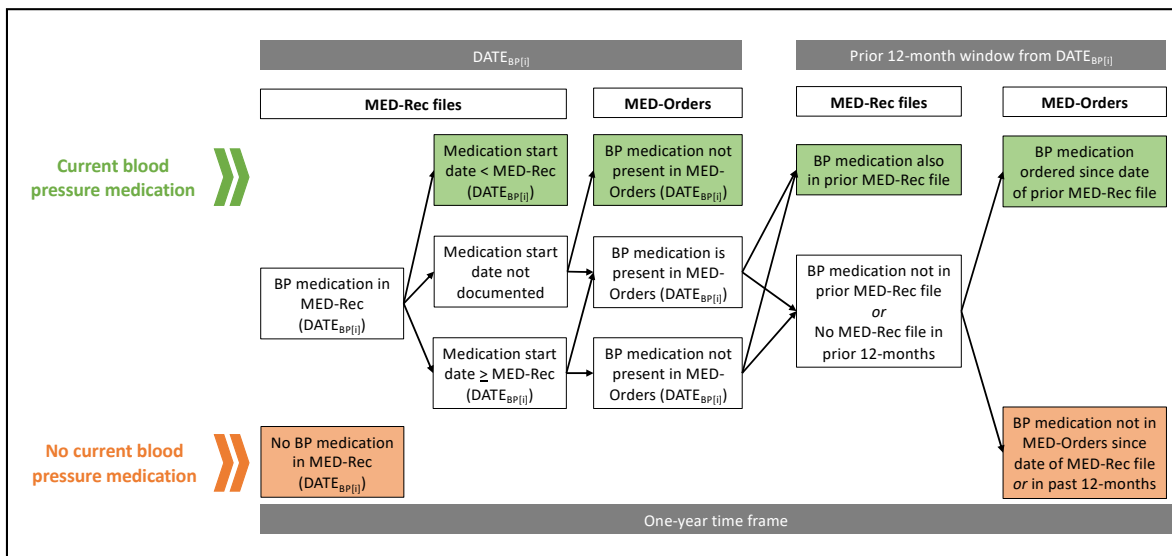 DATEBP[i]
Prior 12-month window from DATEBP[i]
MED-Rec files
MED-Orders
MED-Rec files
MED-Orders
Current blood
pressure medication
Medication start
date < MED-Rec
(DATEBP[i])
BP medication not
present in MED-
Orders (DATEBP[i])
BP medication also
in prior MED-Rec file
BP medication
ordered since date
of prior MED-Rec file
BP medication in
MED-Rec
(DATEBP[i])
Medication start
date not
documented
BP medication is
present in MED-
Orders (DATEBP[i])
BP medication not in
prior MED-Rec file
or
No MED-Rec file in
prior 12-months
Medication start
date ≥ MED-Rec
(DATEBP[i])
BP medication not
present in MED-
Orders (DATEBP[i])
No current blood
pressure medication
No BP medication
in MED-Rec
(DATEBP[i])
BP medication not in
MED-Orders since
date of MED-Rec file
or in past 12-months
One-year time frame